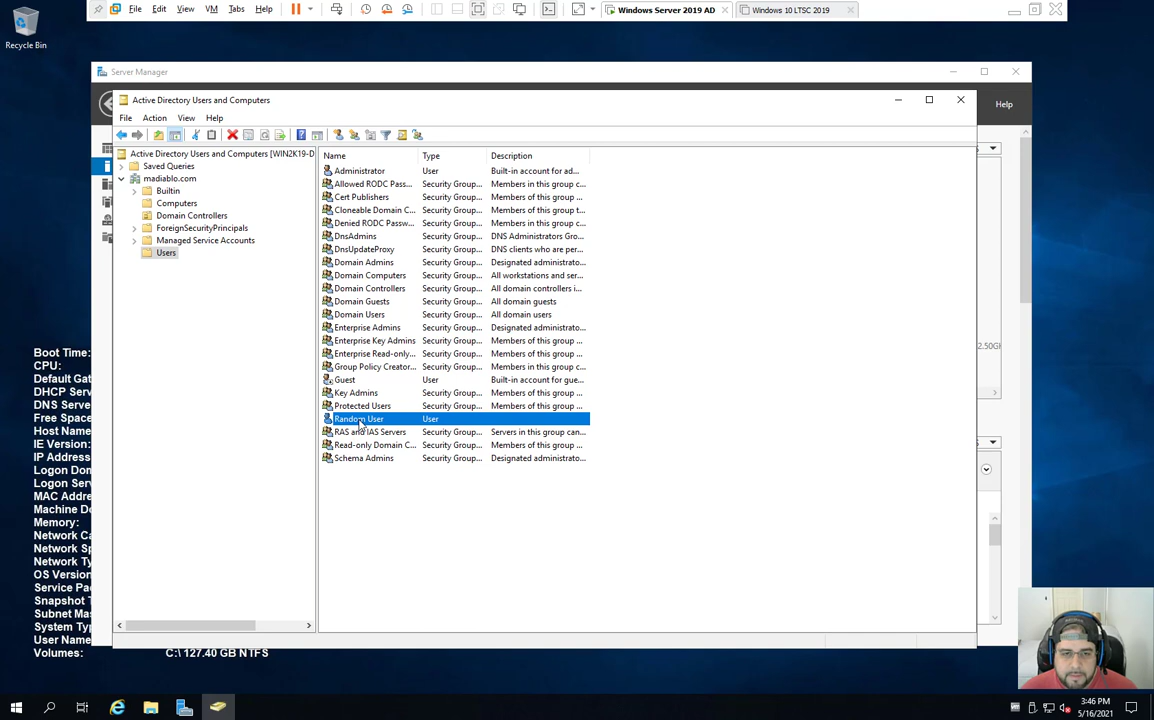 File Edit View VM Tabs Help
Windows Server 2019 AD
Windows 10 LTSC 2019
Recycle Bin
Server Manager
Active Directory Users and Computers
Help
File Action View Help
Active Directory Users and Computers [WIN2K19-D
Saved Queries
madiablo.com
Builtin
Computers
Domain Controllers
ForeignSecurityPrincipals
Managed Service Accounts
Users
Name Type Description
Administrator User Built-in account for ad...
Allowed RODC Pass... Security Group... Members in this group c...
Cert Publishers Security Group... Members of this group ...
Cloneable Domain C... Security Group... Members of this group t...
Denied RODC Passw... Security Group... Members in this group c...
DnsAdmins Security Group... DNS Administrators Gro...
DnsUpdateProxy Security Group... DNS clients who are per...
Domain Admins Security Group... Designated administrato...
Domain Computers Security Group... All workstations and ser...
Domain Controllers Security Group... All domain controllers i...
Domain Guests Security Group... All domain guests
Domain Users Security Group... All domain users
Enterprise Admins Security Group... Designated administrato...
Enterprise Key Admins Security Group... Members of this group ...
Enterprise Read-only... Security Group... Members of this group ...
Group Policy Creator... Security Group... Members in this group c...
Guest User Built-in account for gue...
Key Admins Security Group... Members of this group ...
Protected Users Security Group... Members of this group ...
Random User User
RAS and IAS Servers Security Group... Servers in this group can...
Read-only Domain C... Security Group... Members of this group ...
Schema Admins Security Group... Designated administrato...
2.50GH
Boot Time:
CPU:
Default Gat
DHCP Serv
DNS Serve
Free Space
Host Name
IE Version:
IP Address
Logon Don
Logon Serv
MAC Addre
Machine Do
Memory:
Network Ca
Network Sp
Network Ty
OS Version
Service Pac
Snapshot T
Subnet Mas
System Typ
User Name
Volumes: C:\ 127.40 GB NTFS
3:46 PM
5/16/2021